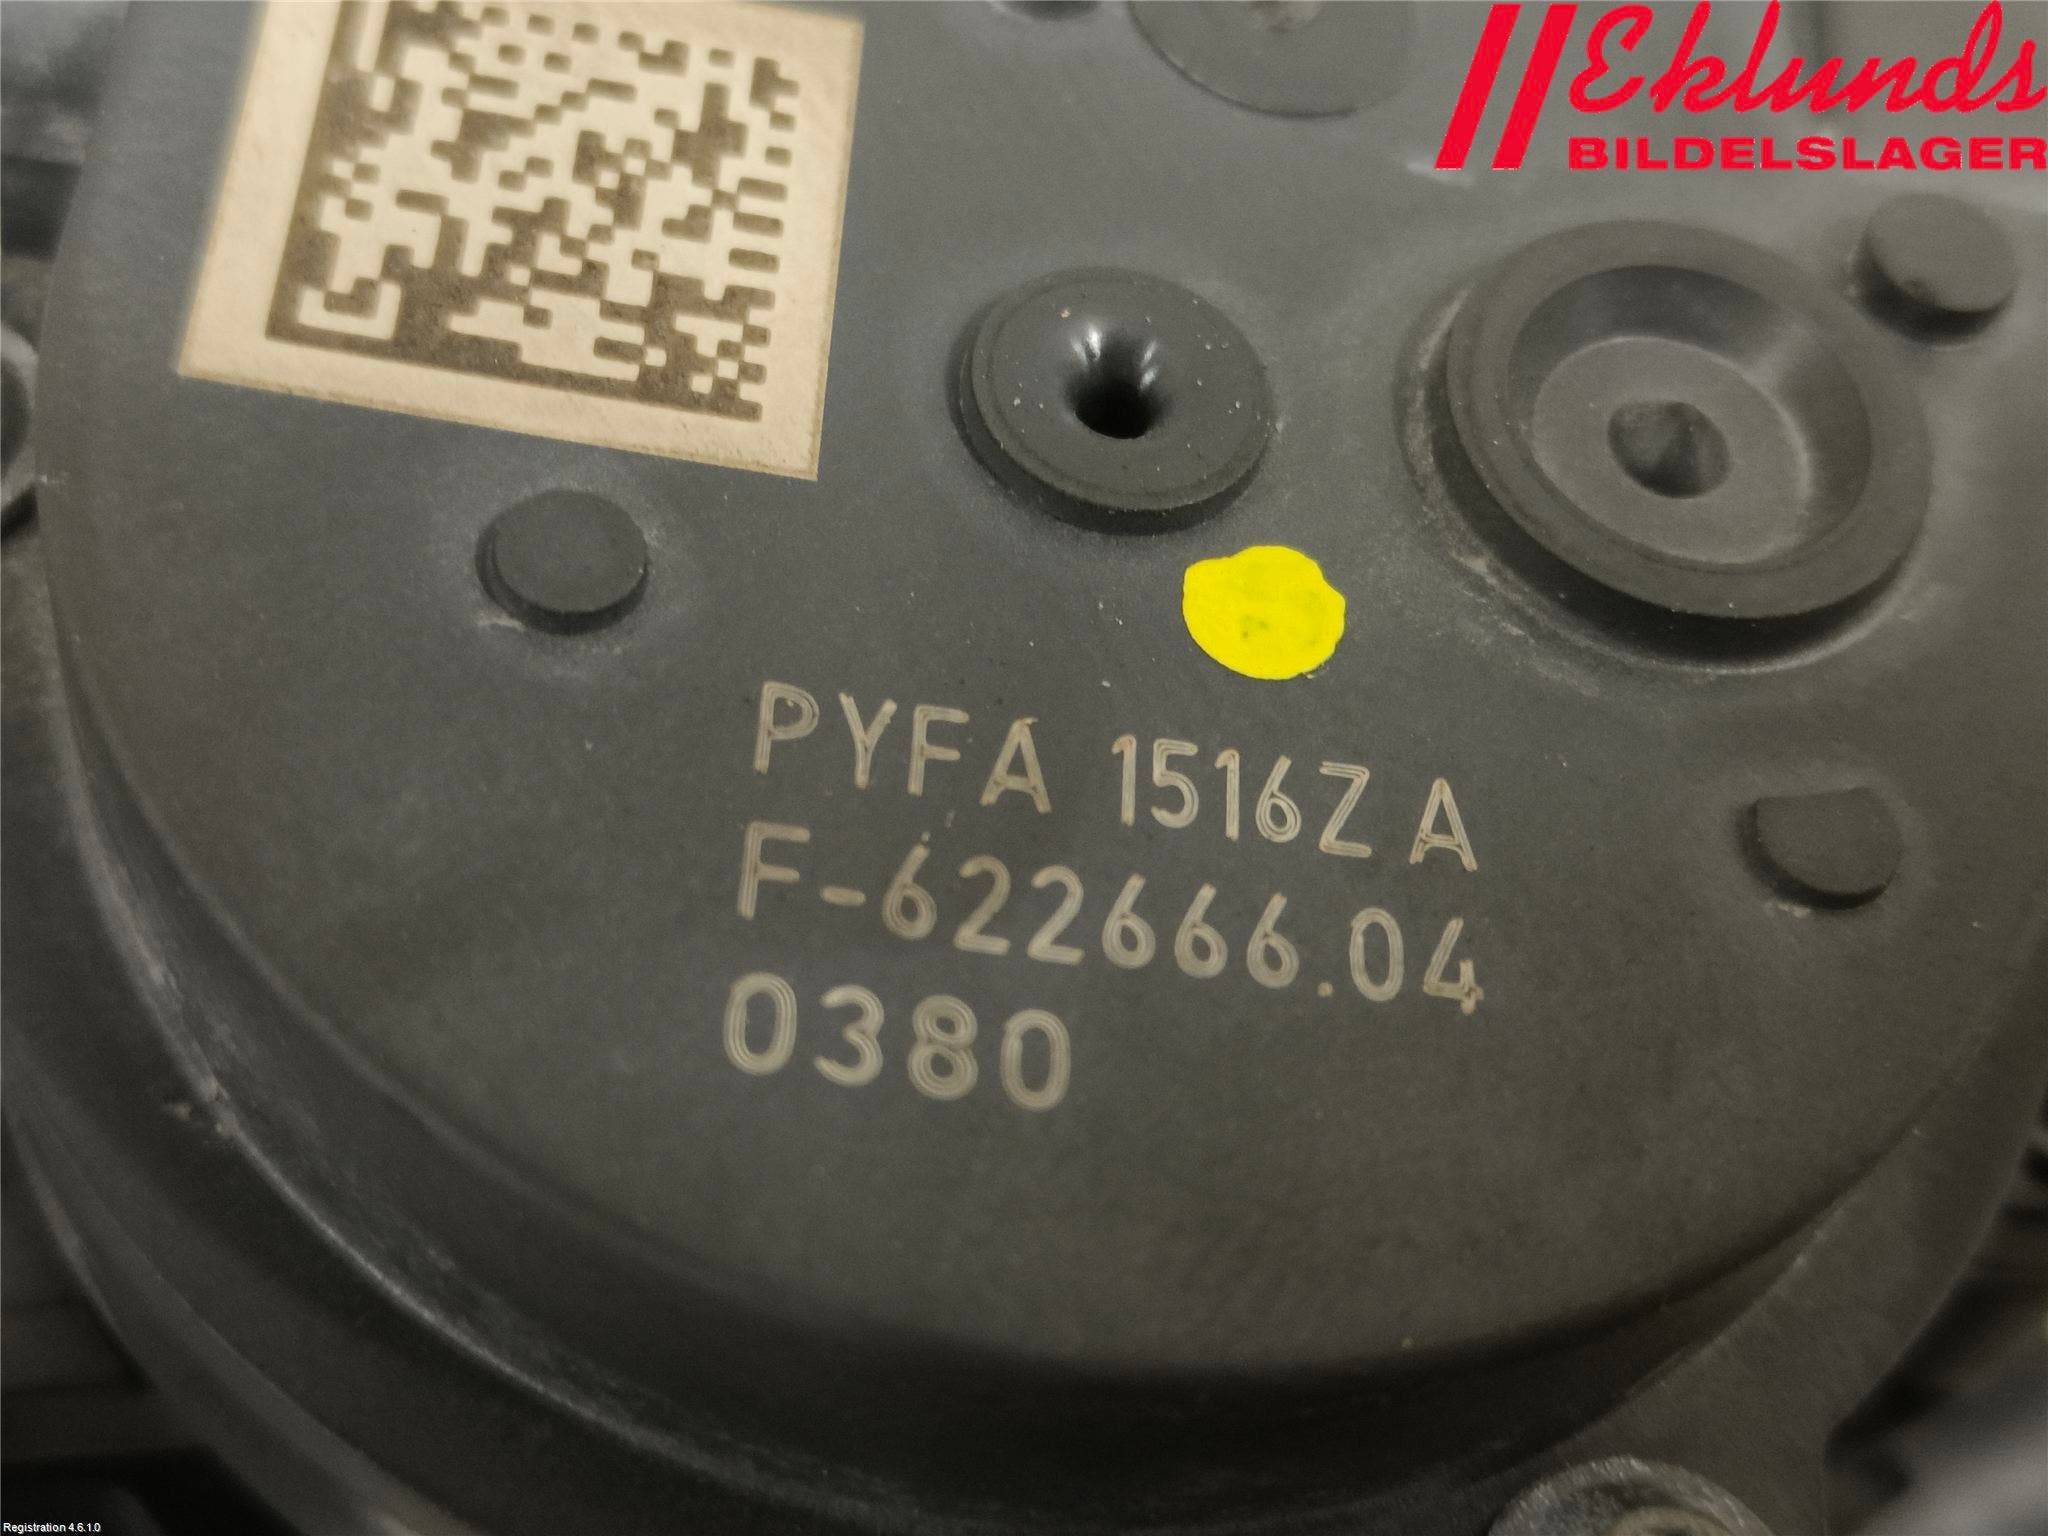 Eklunds
BILDELSLAGER
PYFA 1516Z A
F-622666.04
0380
Registration 4.6.1.0